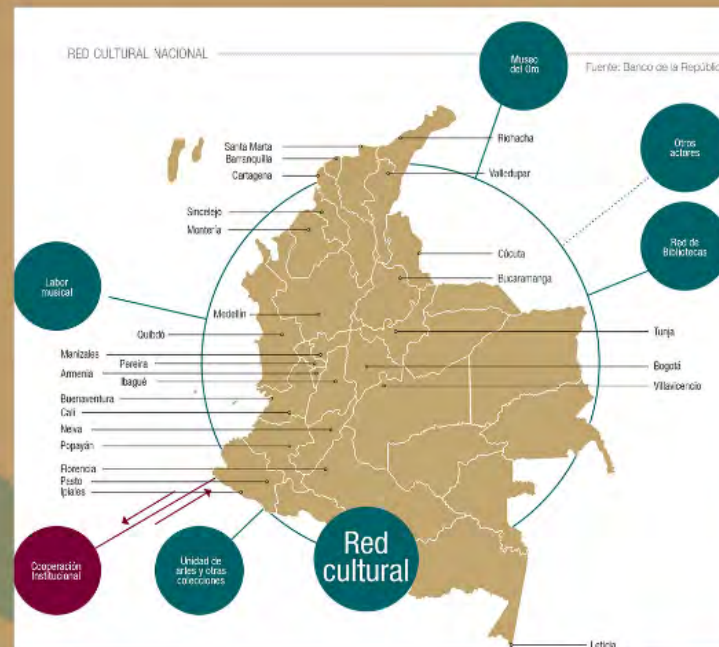 RED CULTURAL NACIONAL
Museo
del Oro
Fuente: Banco de la Repúblic
Santa Marta
Barranquilla
Cartagena
Riohacha
Valledupar
Otros
actores
Sincelejo
Montería
Cúcuta
Bucaramanga
Red de
Bibliotecas
Labor
musical
Medellín
Quibdó
Tunja
Manizales
Pereira
Armenia
Ibagué
Bogotá
Villavicencio
Buenaventura
Cali
Neiva
Popayán
Florencia
Pasto
Ipiales
Cooperación
Institucional
Unidad de
artes y otras
colecciones
Red
cultural
Leticia